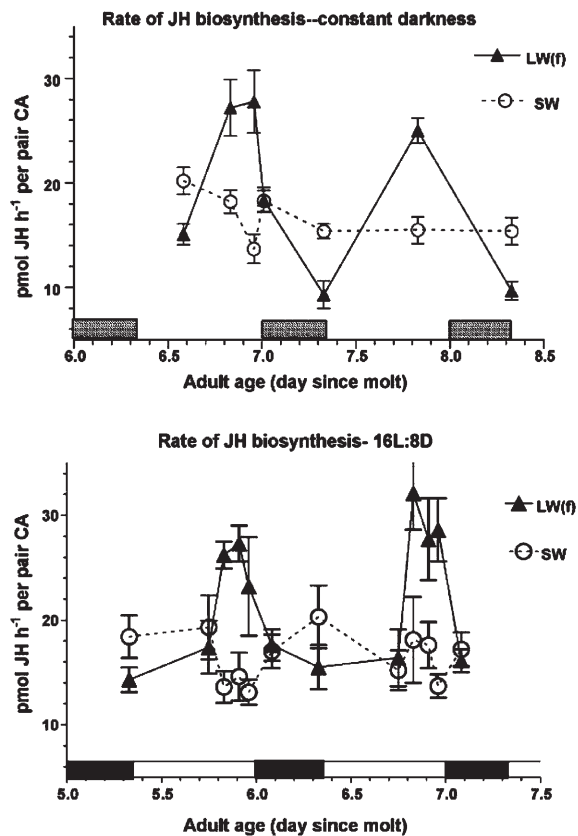 Rate of JH biosynthesis--constant darkness
LW(f)
SW
pmol JH h⁻¹ per pair CA
30
20
10
6.0 6.5 7.0 7.5 8.0 8.5
Adult age (day since molt)
Rate of JH biosynthesis- 16L:8D
LW(f)
SW
pmol JH h⁻¹ per pair CA
30
20
10
5.0 5.5 6.0 6.5 7.0 7.5
Adult age (day since molt)